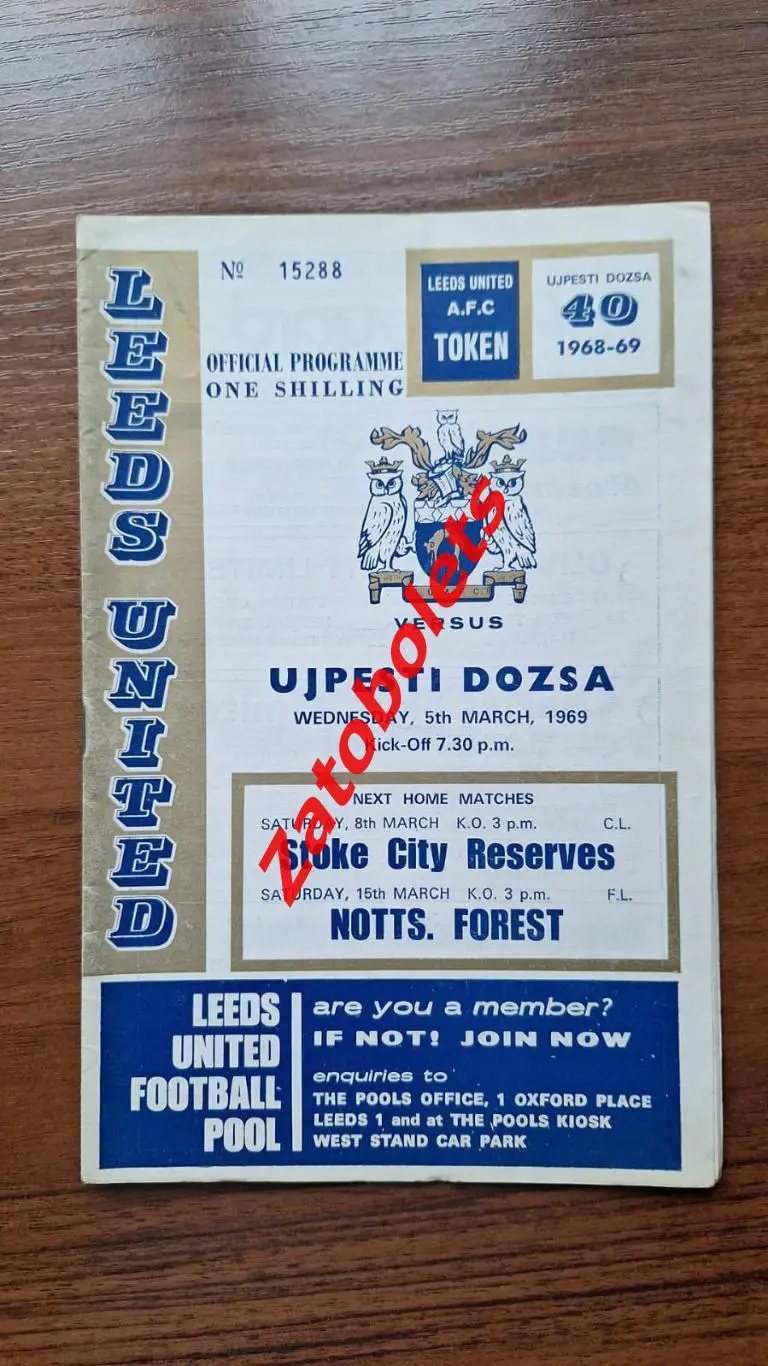 LEEDS UNITED
Nº 15288
OFFICIAL PROGRAMME
ONE SHILLING
LEEDS UNITED
A.F.C
TOKEN
UJPESTI DOZSA
40
1968-69
VERSUS
UJPESTI DOZSA
WEDNESDAY, 5th MARCH, 1969
Kick-Off 7.30 p.m.
NEXT HOME MATCHES
SATURDAY, 8th MARCH K.O. 3 p.m. C.L.
Stoke City Reserves
SATURDAY, 15th MARCH K.O. 3 p.m. F.L.
NOTTS. FOREST
LEEDS
UNITED
FOOTBALL
POOL
are you a member?
IF NOT! JOIN NOW
enquiries to
THE POOLS OFFICE, 1 OXFORD PLACE
LEEDS 1 and at THE POOLS KIOSK
WEST STAND CAR PARK
Zatobolets